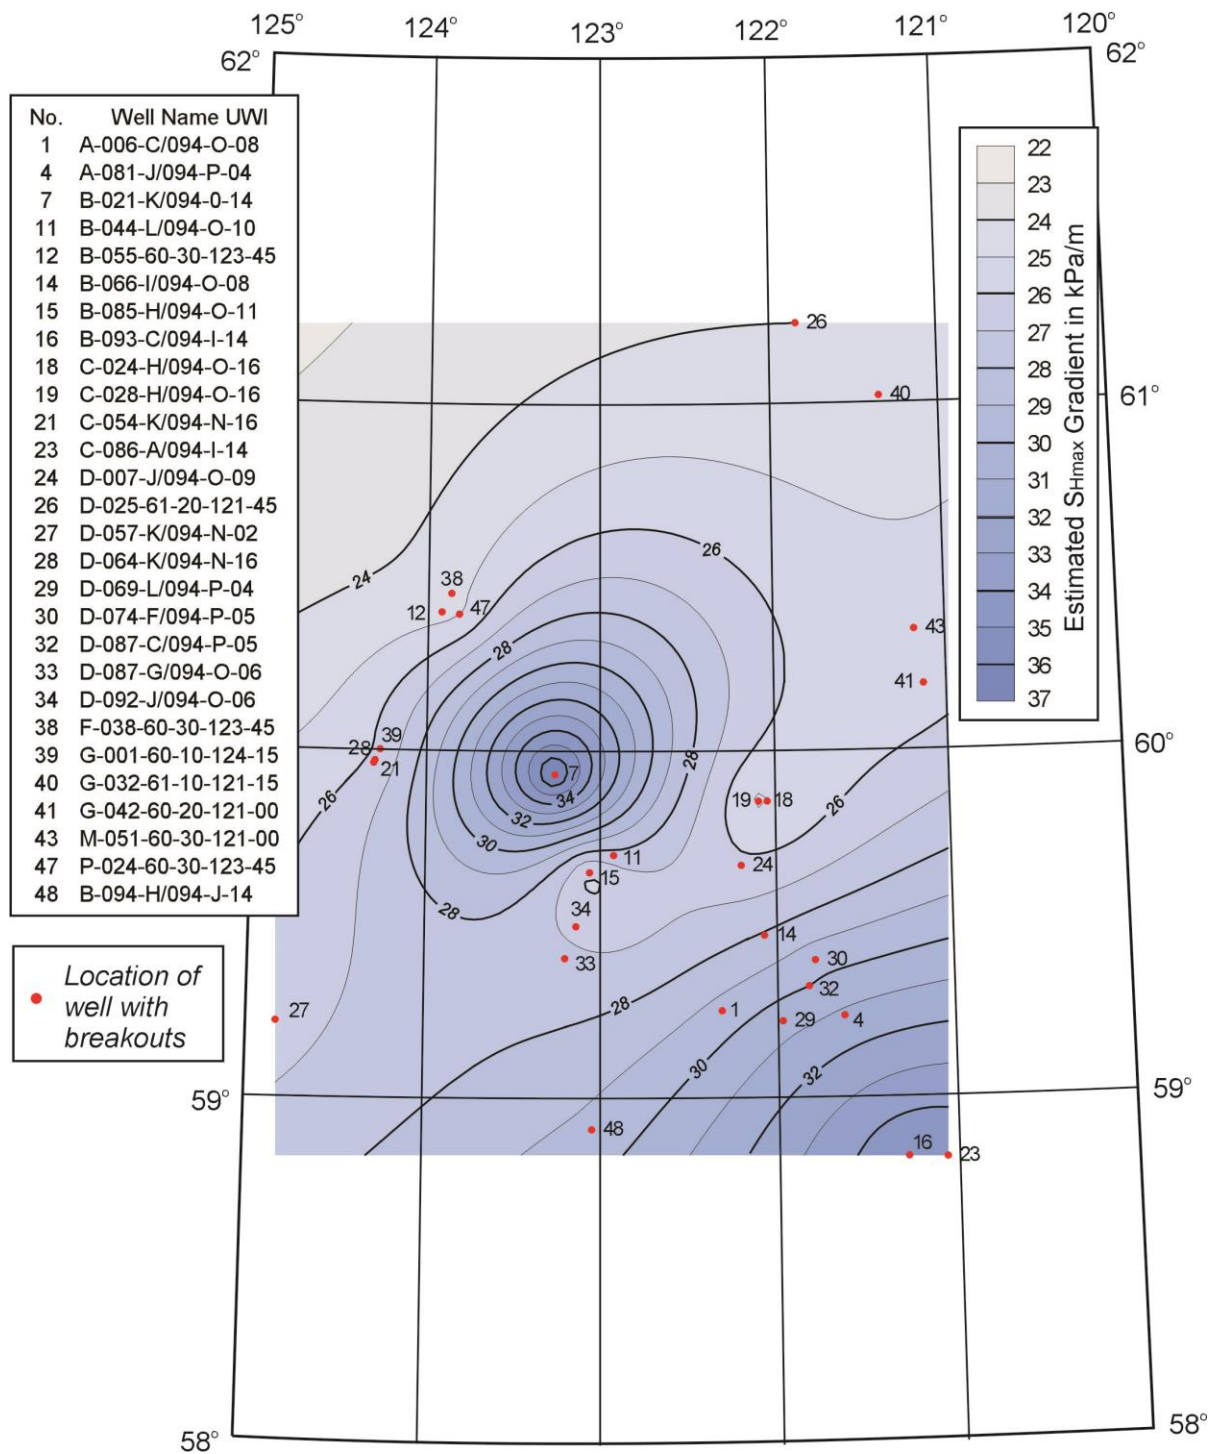 125° 124° 123° 122° 121° 120°
62° 62°
No. Well Name UWI
1 A-006-C/094-O-08
4 A-081-J/094-P-04
7 B-021-K/094-0-14
11 B-044-L/094-O-10
12 B-055-60-30-123-45
14 B-066-I/094-O-08
15 B-085-H/094-O-11
16 B-093-C/094-I-14
18 C-024-H/094-O-16
19 C-028-H/094-O-16
21 C-054-K/094-N-16
23 C-086-A/094-I-14
24 D-007-J/094-O-09
26 D-025-61-20-121-45
27 D-057-K/094-N-02
28 D-064-K/094-N-16
29 D-069-L/094-P-04
30 D-074-F/094-P-05
32 D-087-C/094-P-05
33 D-087-G/094-O-06
34 D-092-J/094-O-06
38 F-038-60-30-123-45
39 G-001-60-10-124-15
40 G-032-61-10-121-15
41 G-042-60-20-121-00
43 M-051-60-30-121-00
47 P-024-60-30-123-45
48 B-094-H/094-J-14
Location of
well with
breakouts
22
23
24
25
26
27
28
29
30
31
32
33
34
35
36
37
Estimated SHmax Gradient in kPa/m
26
40
61°
26
24
38
12 47
28
43
41
39
28
21
60°
7
28
34
19 18
26
26
32
30
11
24
15
28
34
14
33
30
32
28
27
1
29
4
30
32
59° 59°
48
16
23
58° 58°